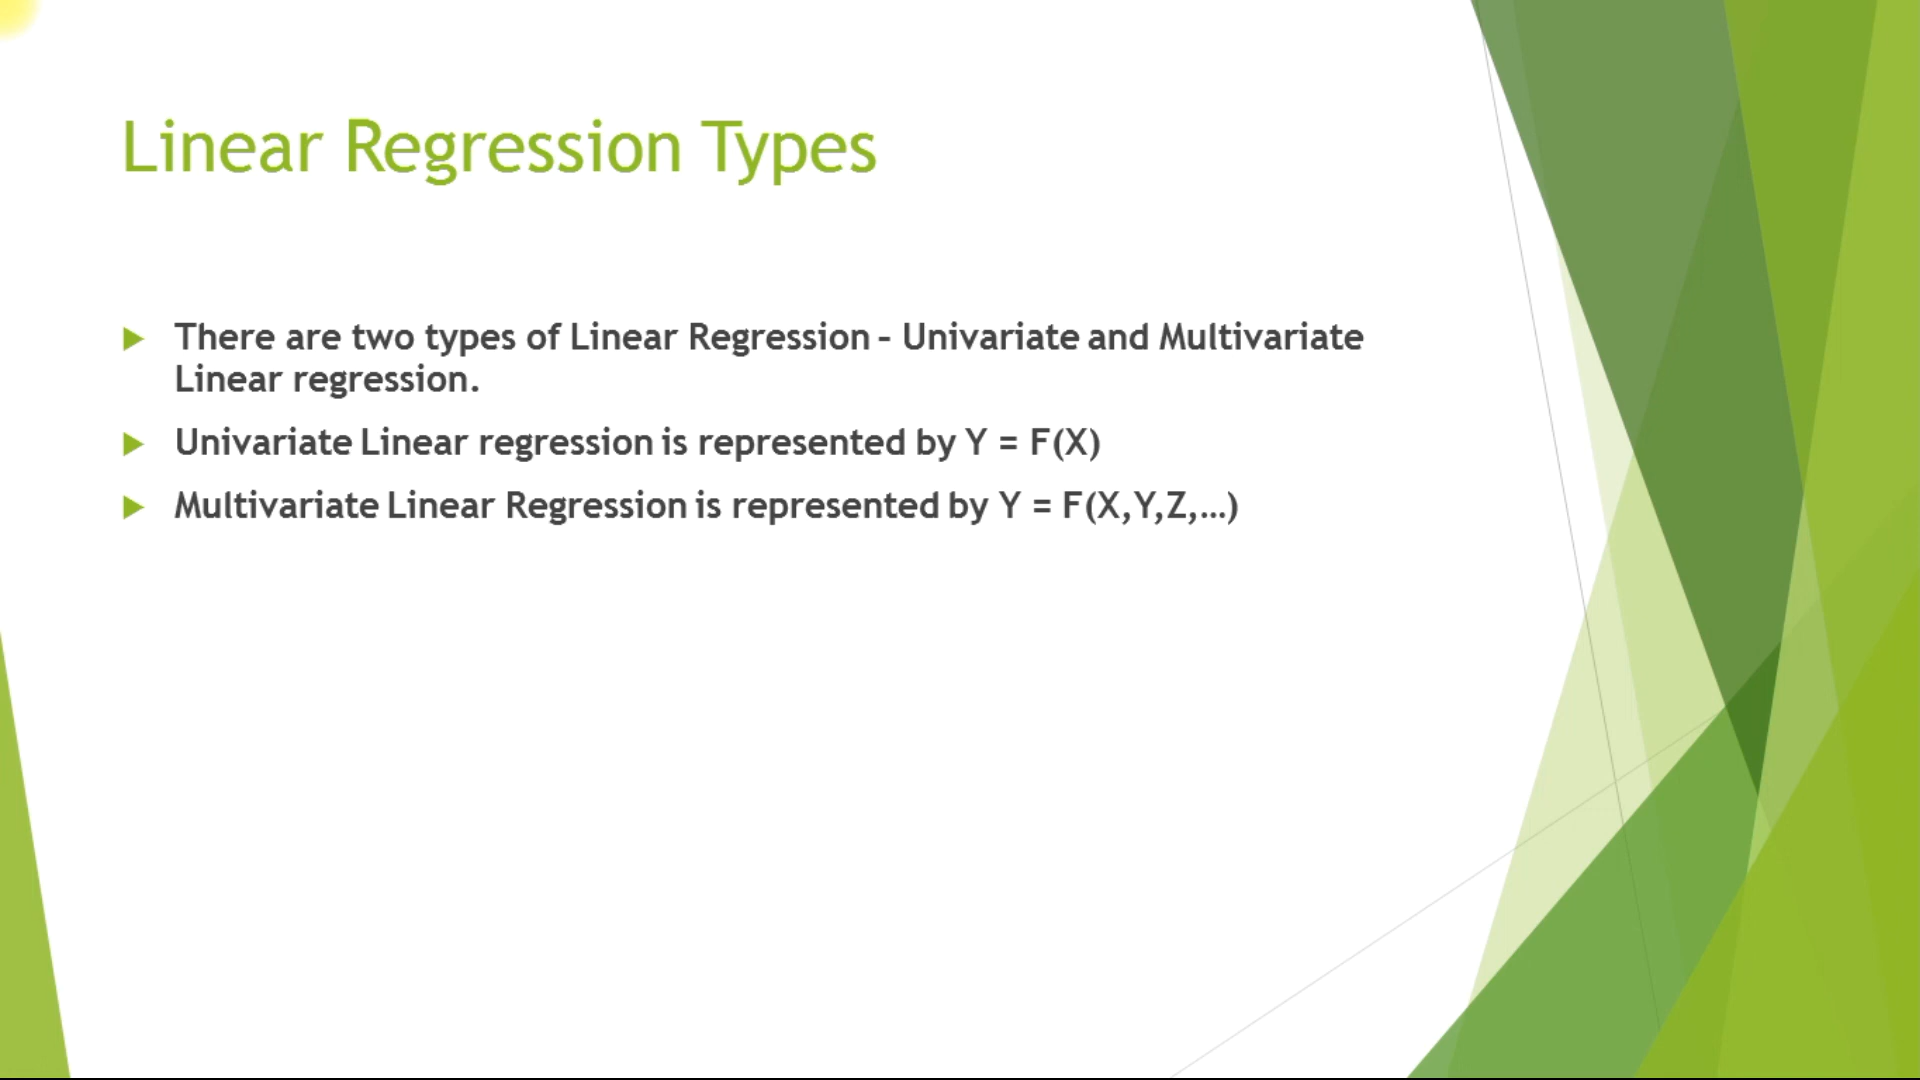 Linear Regression Types
There are two types of Linear Regression – Univariate and Multivariate
Linear regression.
Univariate Linear regression is represented by Y = F(X)
Multivariate Linear Regression is represented by Y = F(X,Y,Z,…)